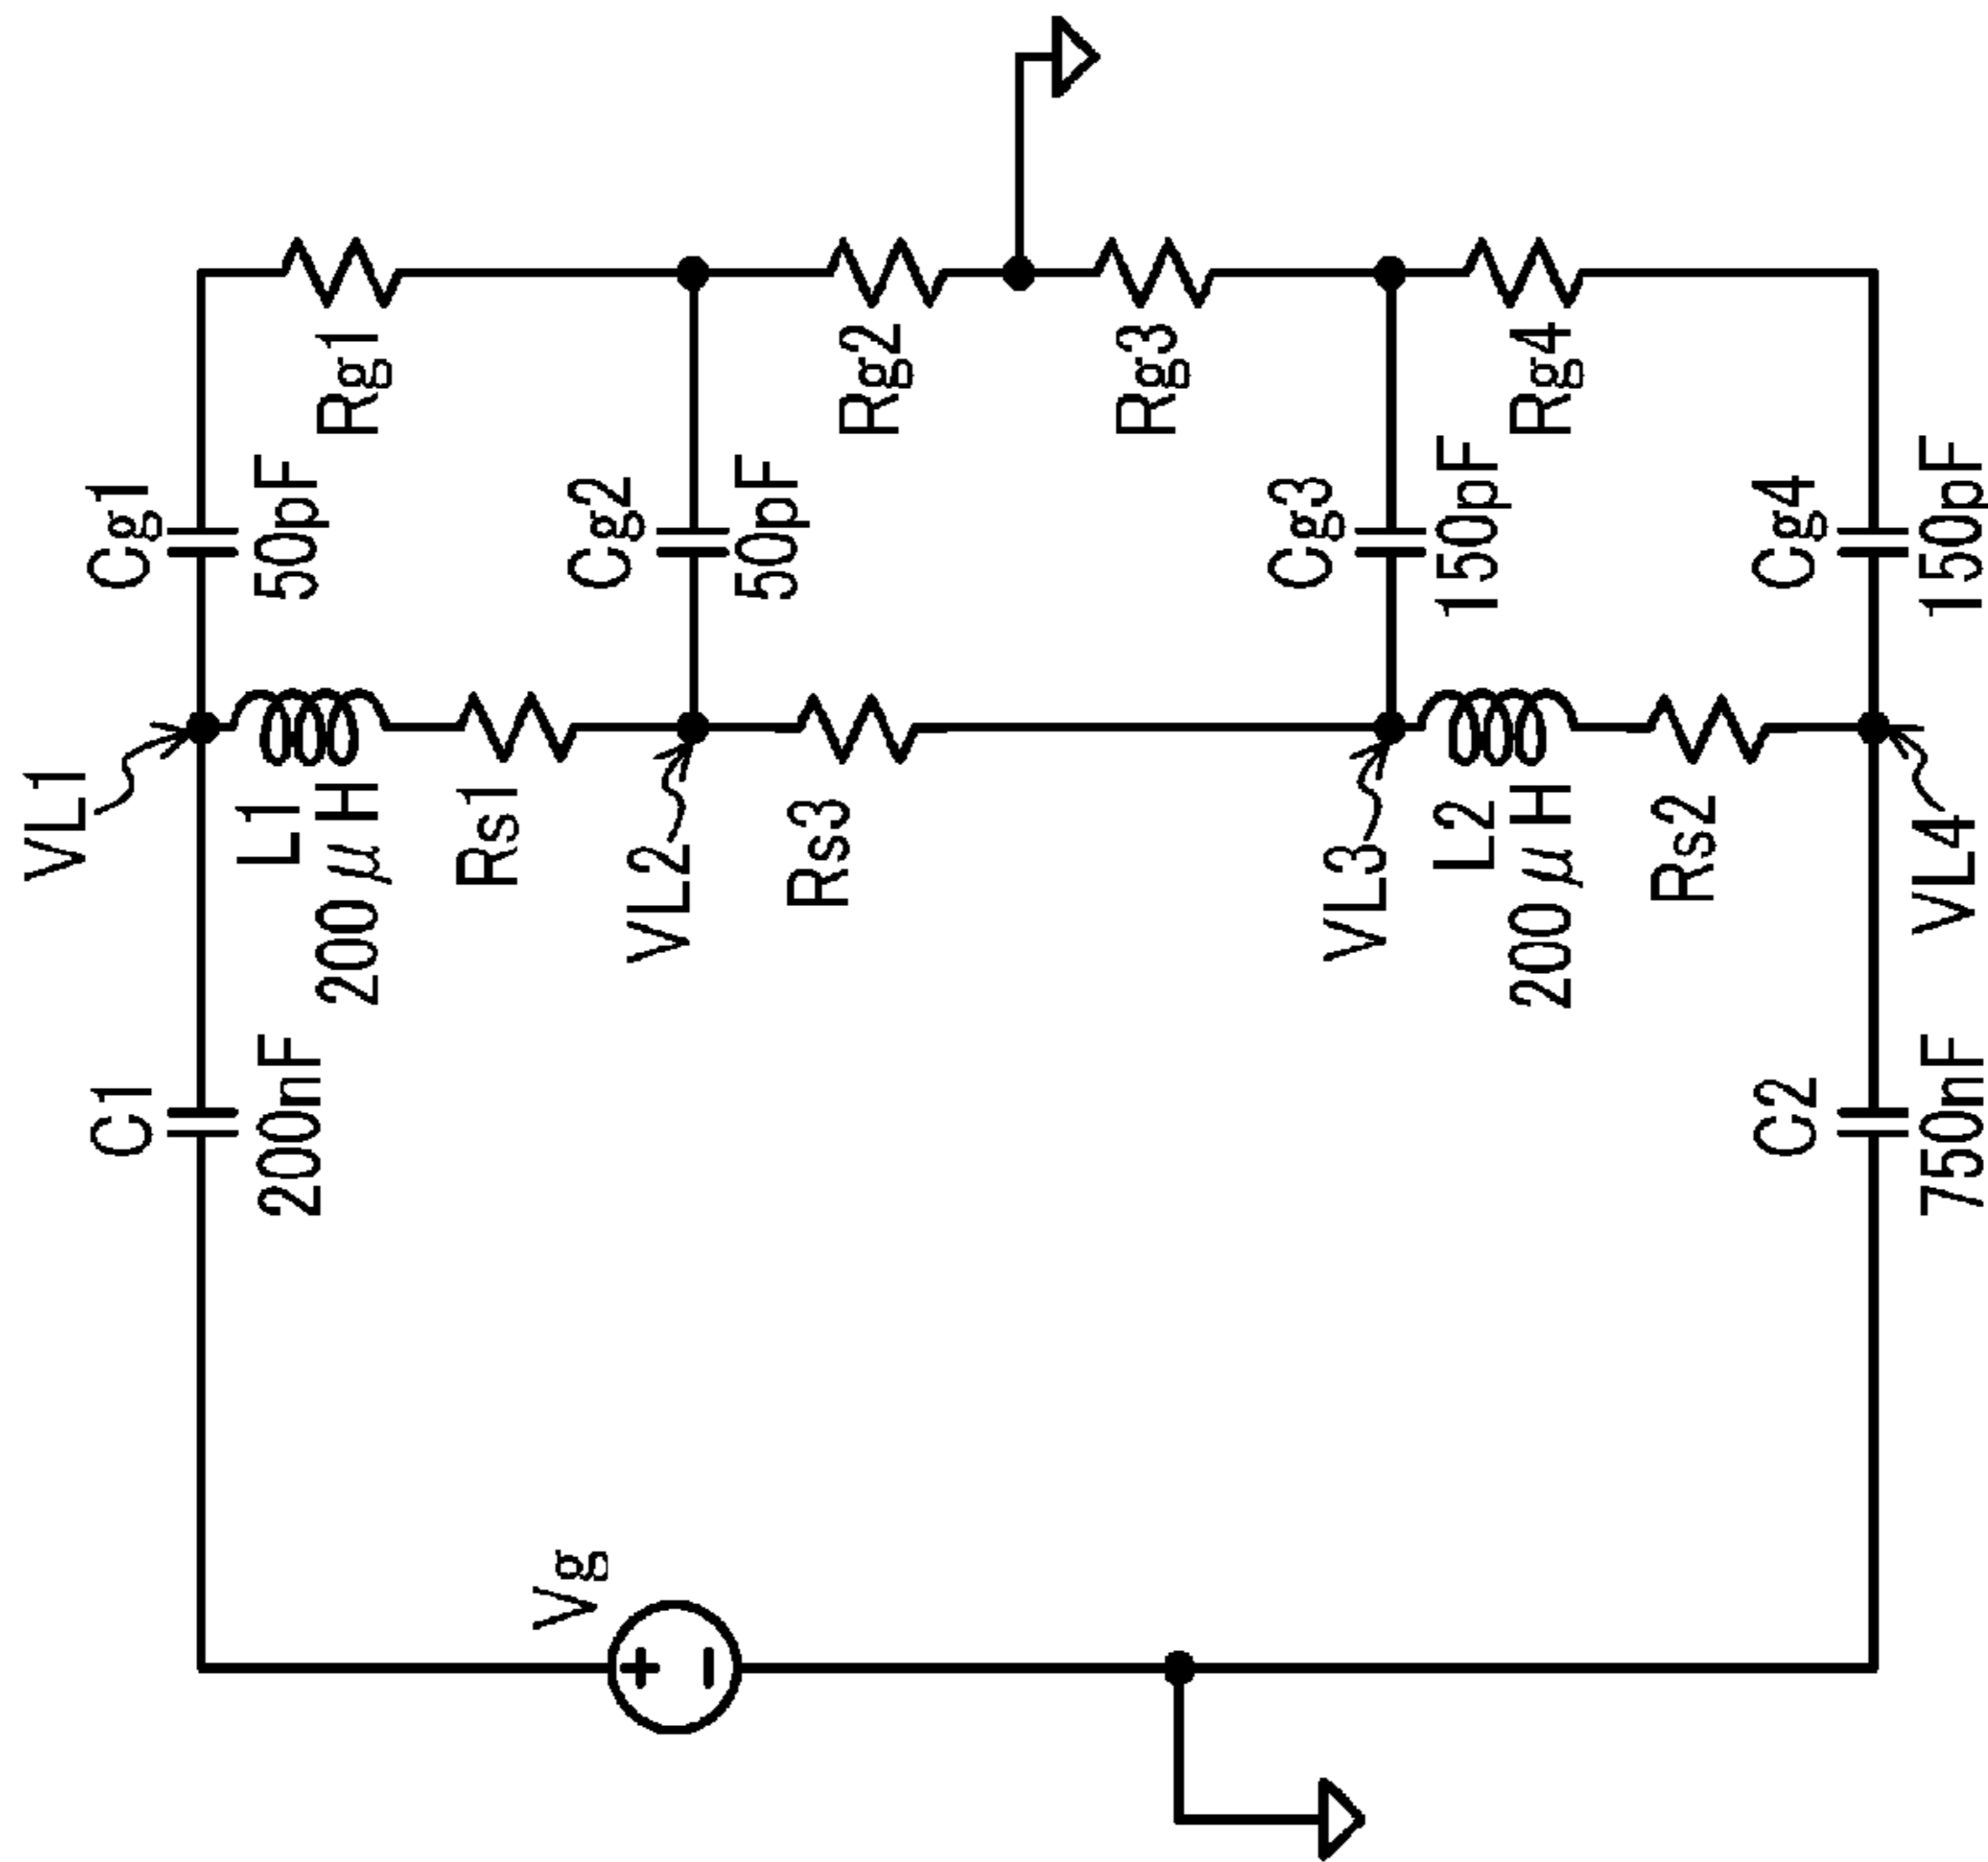 VL1
C1
200nF
L1
200μH
Cg1
50pF
Rg1
Rs1
Vg
VL2
Cg2
50pF
Rs3
Rg2
Rg3
VL3
Cg3
150pF
L2
200μH
Rg4
Rs2
C2
750nF
VL4
Cg4
150pF
+
−